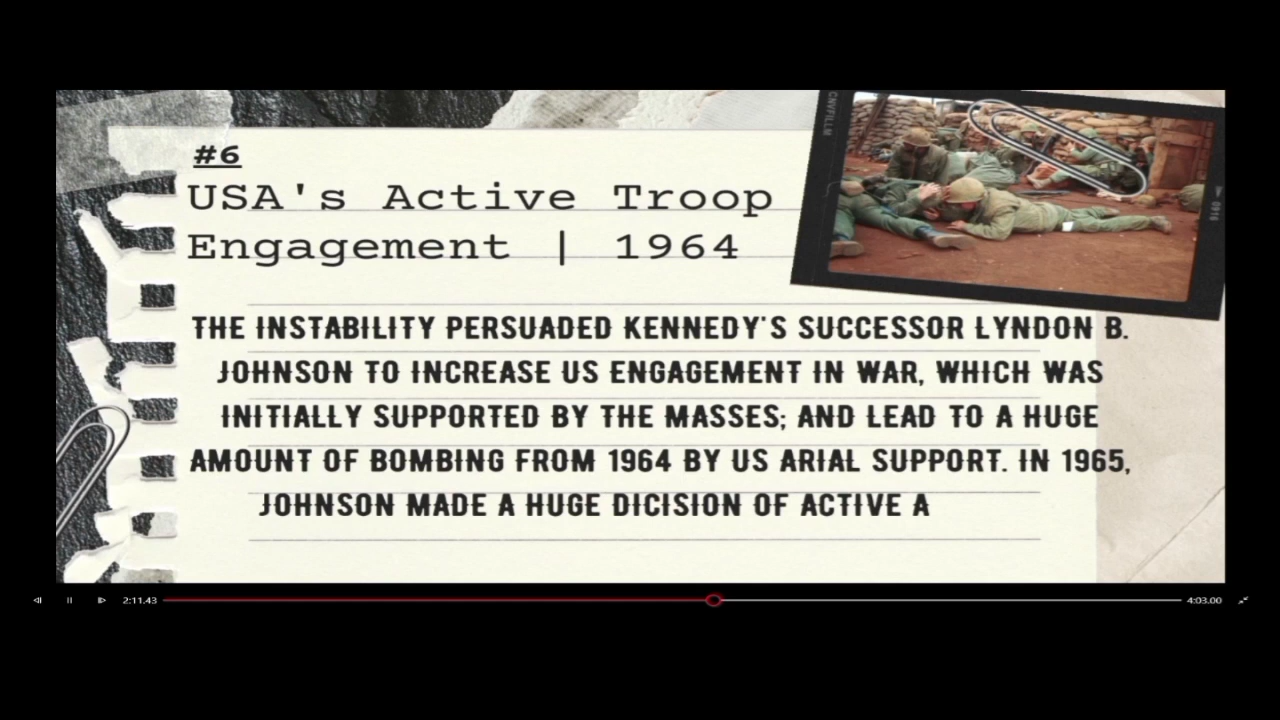 #6
USA's Active Troop
Engagement | 1964
CNVFILLM
0916
THE INSTABILITY PERSUADED KENNEDY'S SUCCESSOR LYNDON B.
JOHNSON TO INCREASE US ENGAGEMENT IN WAR, WHICH WAS
INITIALLY SUPPORTED BY THE MASSES; AND LEAD TO A HUGE
AMOUNT OF BOMBING FROM 1964 BY US ARIAL SUPPORT. IN 1965,
JOHNSON MADE A HUGE DICISION OF ACTIVE A
2:11.43
4:03.00